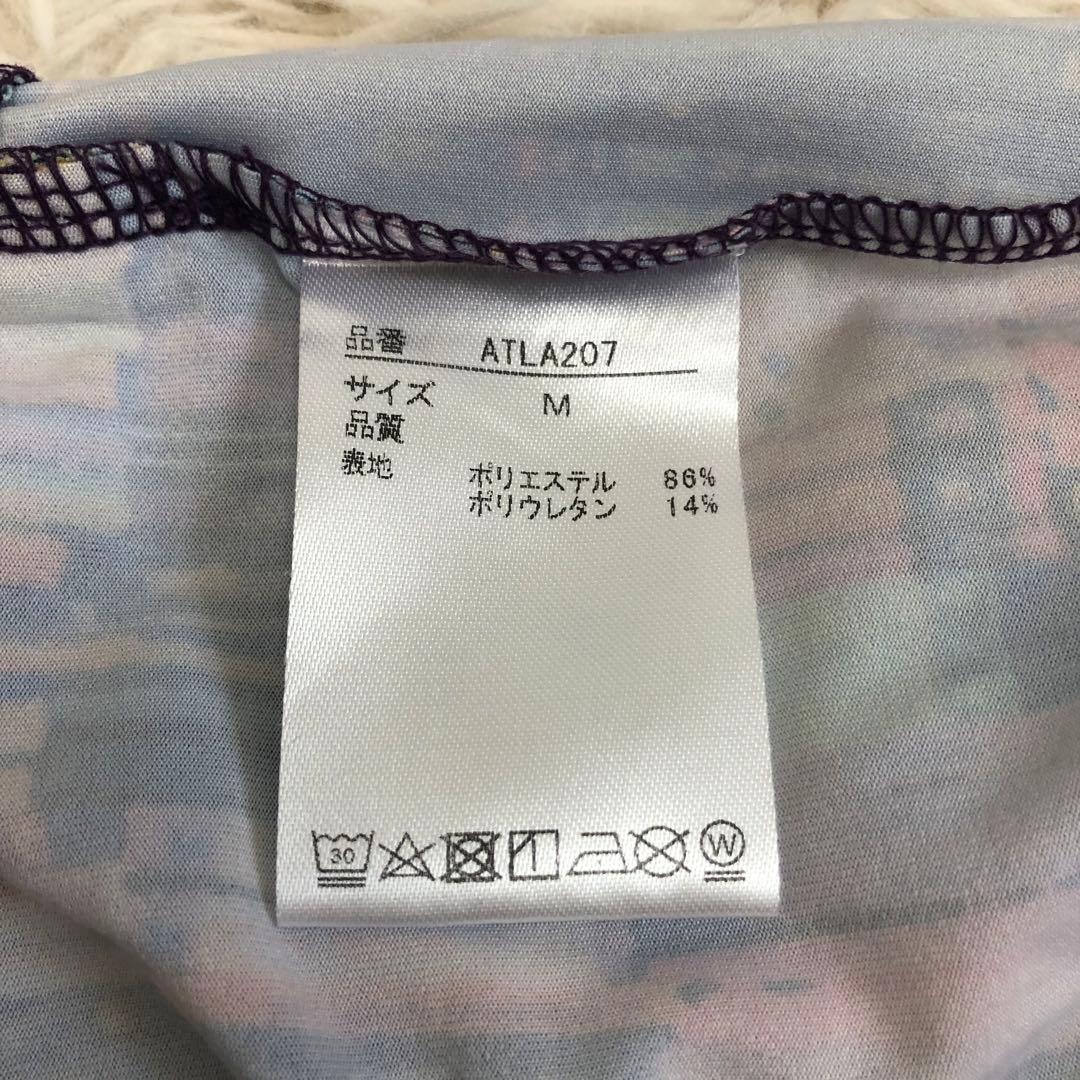 品番 ATLA207
サイズ M
品質
表地 ポリエステル 86%
ポリウレタン 14%
30 W